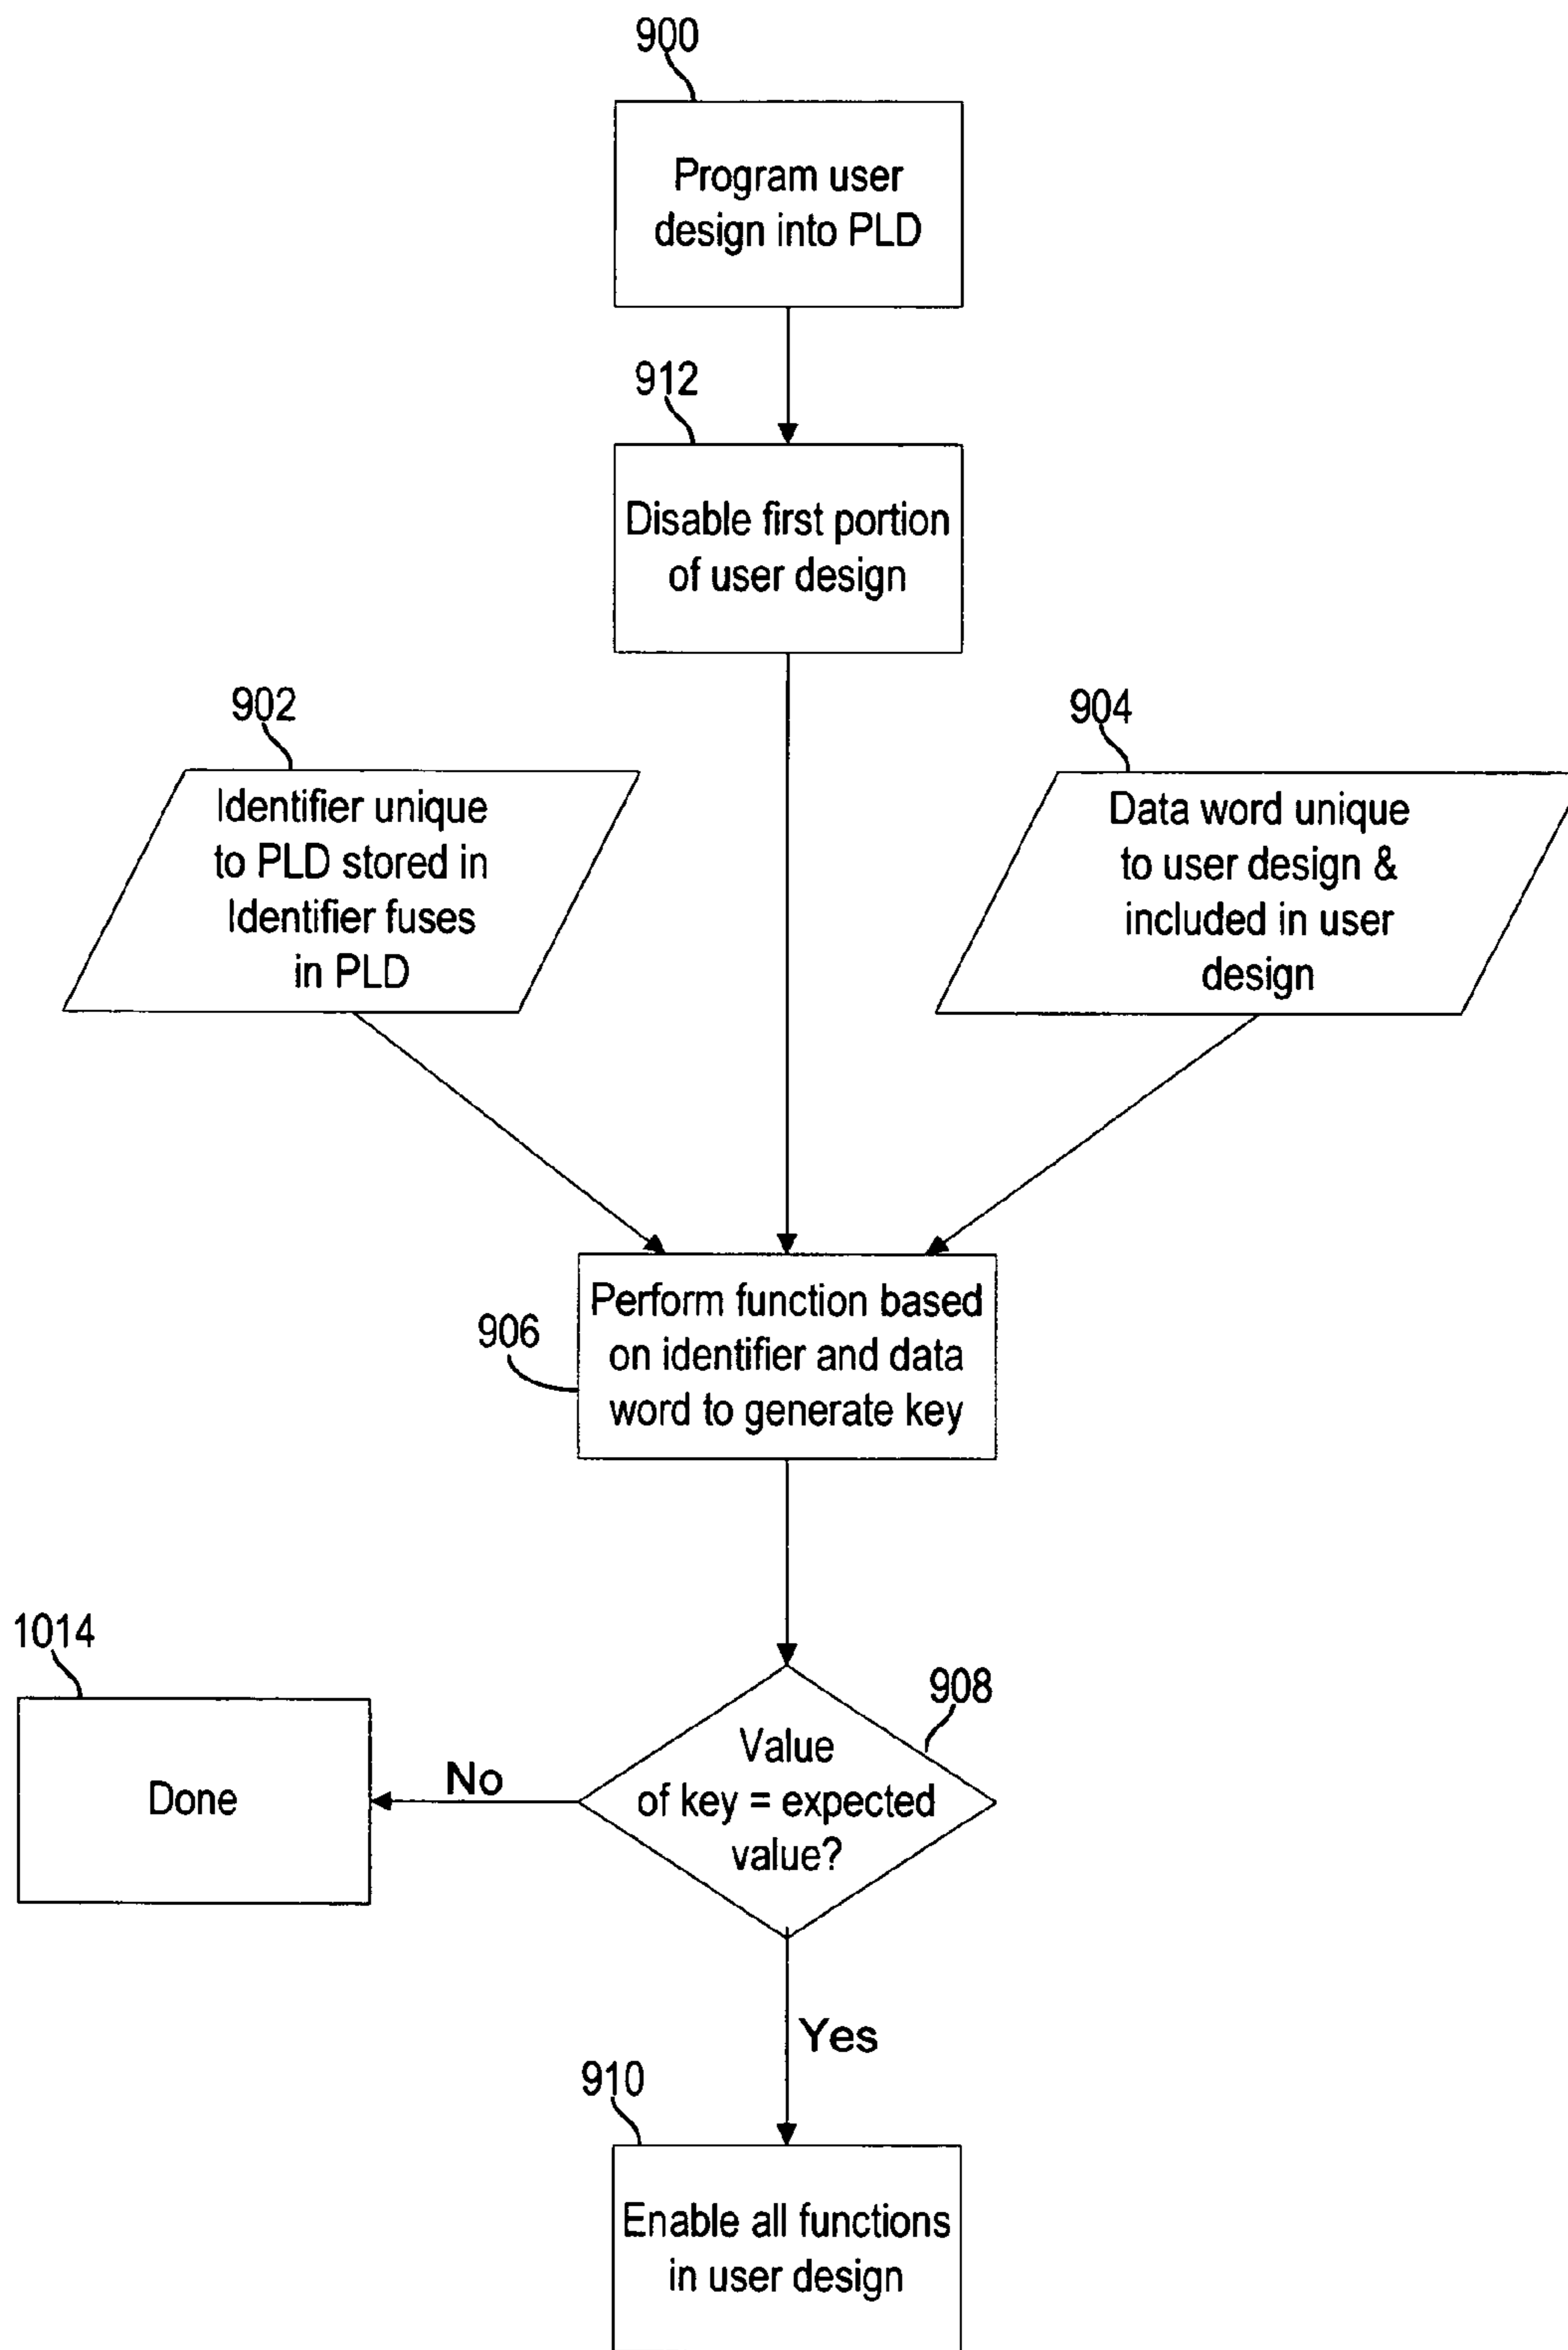 900
Program user
design into PLD
912
Disable first portion
of user design
902
Identifier unique
to PLD stored in
Identifier fuses
in PLD
904
Data word unique
to user design &
included in user
design
906
Perform function based
on identifier and data
word to generate key
1014
Done
No
908
Value
of key = expected
value?
Yes
910
Enable all functions
in user design